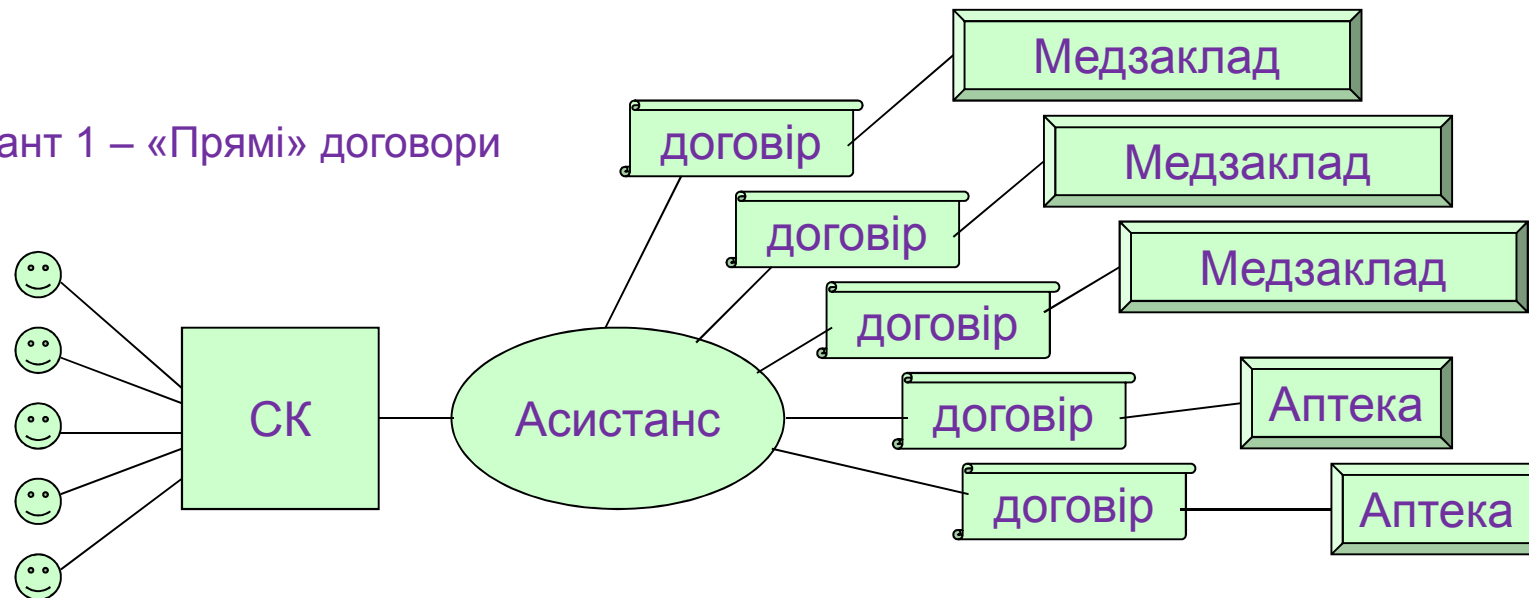 ант 1 – «Прямі» договори
Медзаклад
договір
Медзаклад
договір
Медзаклад
договір
СК
Асистанс
договір
Аптека
договір
Аптека